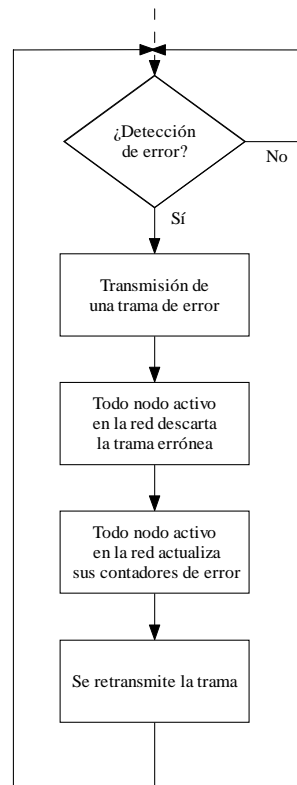 ¿Detección
de error?
No
Sí
Transmisión de
una trama de error
Todo nodo activo
en la red descarta
la trama errónea
Todo nodo activo
en la red actualiza
sus contadores de error
Se retransmite la trama